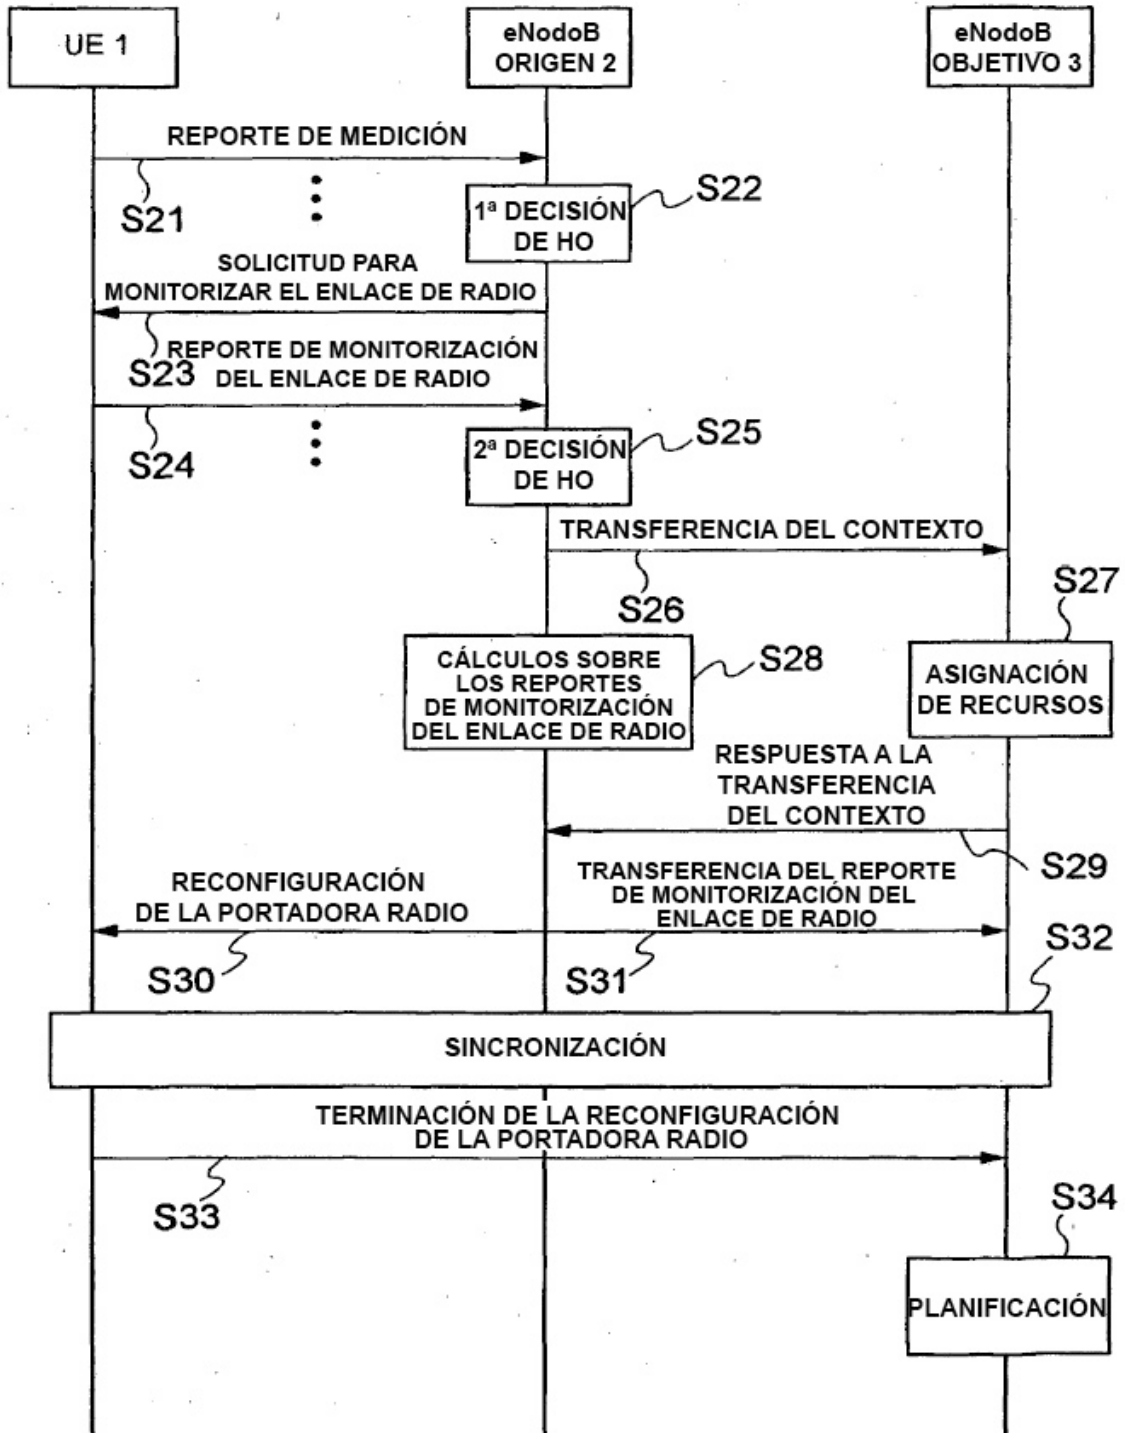 UE 1
eNodoB
ORIGEN 2
eNodoB
OBJETIVO 3
REPORTE DE MEDICIÓN
S21
1ª DECISIÓN
DE HO
S22
SOLICITUD PARA
MONITORIZAR EL ENLACE DE RADIO
S23
REPORTE DE MONITORIZACIÓN
DEL ENLACE DE RADIO
S24
2ª DECISIÓN
DE HO
S25
TRANSFERENCIA DEL CONTEXTO
S26
S27
ASIGNACIÓN
DE RECURSOS
CÁLCULOS SOBRE
LOS REPORTES
DE MONITORIZACIÓN
DEL ENLACE DE RADIO
S28
RESPUESTA A LA
TRANSFERENCIA
DEL CONTEXTO
S29
RECONFIGURACIÓN
DE LA PORTADORA RADIO
S30
TRANSFERENCIA DEL REPORTE
DE MONITORIZACIÓN DEL
ENLACE DE RADIO
S31
S32
SINCRONIZACIÓN
TERMINACIÓN DE LA RECONFIGURACIÓN
DE LA PORTADORA RADIO
S33
S34
PLANIFICACIÓN